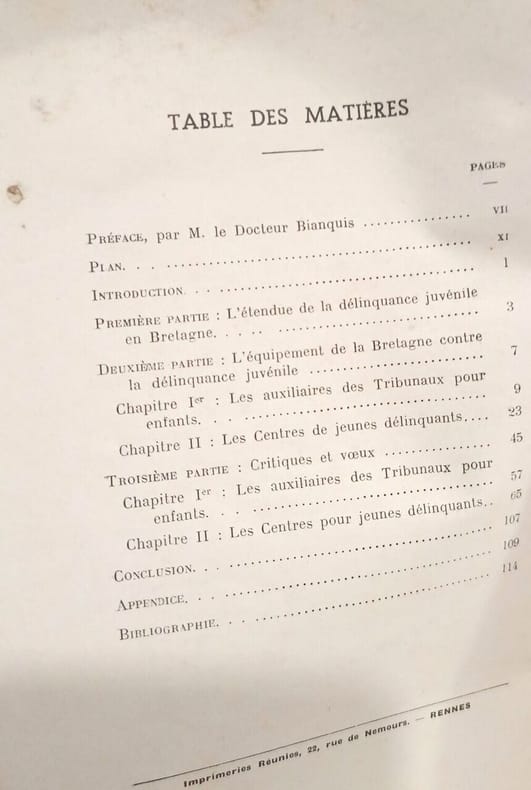 TABLE DES MATIÈRES
PAGES
PRÉFACE, par M. le Docteur Bianquis ................ VII
PLAN. . . ................................................ XI
INTRODUCTION. . . ........................................ 1
PREMIÈRE PARTIE : L'étendue de la délinquance juvénile
en Bretagne. . . . . ............................. 3
DEUXIÈME PARTIE : L'équipement de la Bretagne contre
la délinquance juvénile ......................... 7
Chapitre Ier : Les auxiliaires des Tribunaux pour
enfants. . . ................................... 9
Chapitre II : Les Centres de jeunes délinquants.... 23
TROISIÈME PARTIE : Critiques et vœux ............... 45
Chapitre Ier : Les auxiliaires des Tribunaux pour
enfants. . . ................................... 57
Chapitre II : Les Centres pour jeunes délinquants.. 65
CONCLUSION. . . .......................................... 107
APPENDICE. . . ........................................... 109
BIBLIOGRAPHIE. . . ....................................... 114
Imprimeries Réunies, 22, rue de Nemours. — RENNES